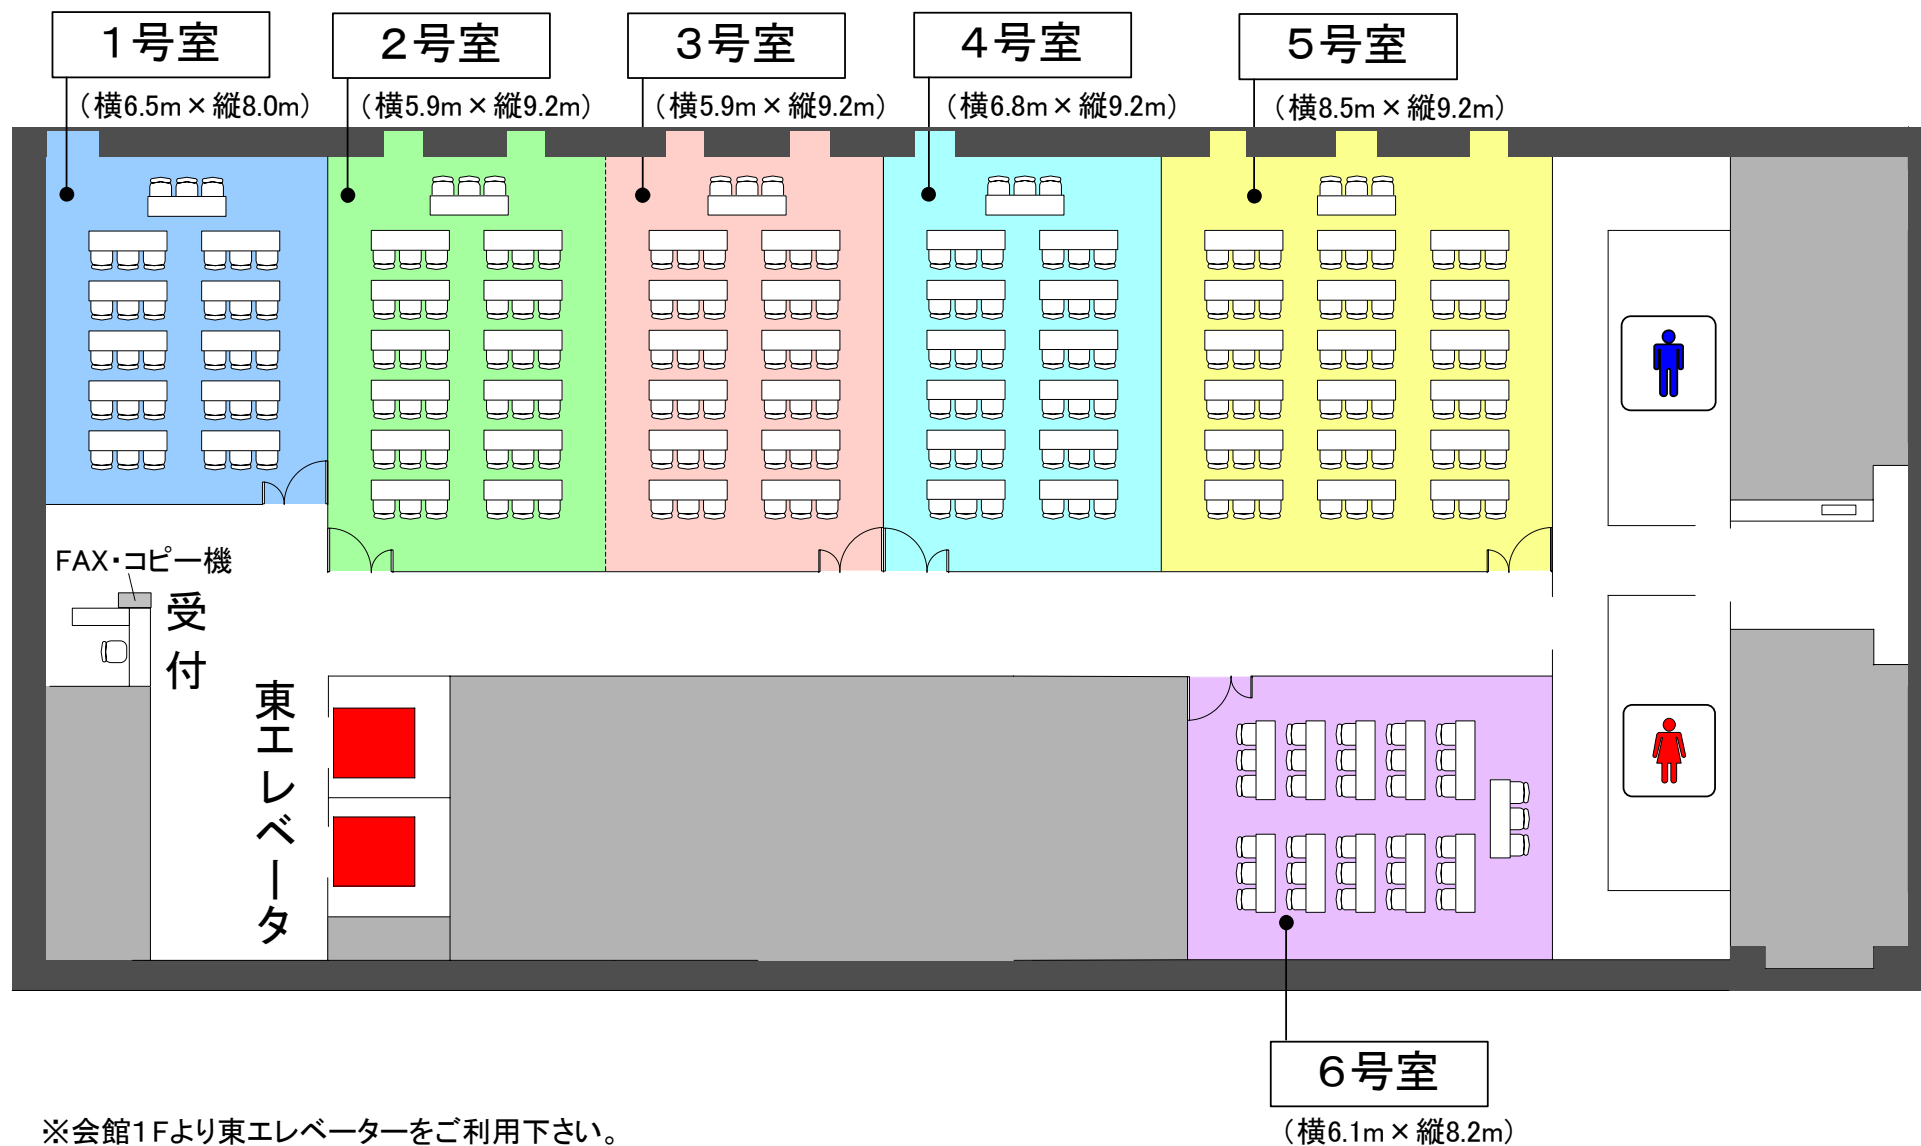 １号室
（横6.5m×縦8.0m）
２号室
（横5.9m×縦9.2m）
３号室
（横5.9m×縦9.2m）
４号室
（横6.8m×縦9.2m）
５号室
（横8.5m×縦9.2m）
FAX・コピー機
受付
東エレベータ
６号室
（横6.1m×縦8.2m）
※会館1Fより東エレベーターをご利用下さい。